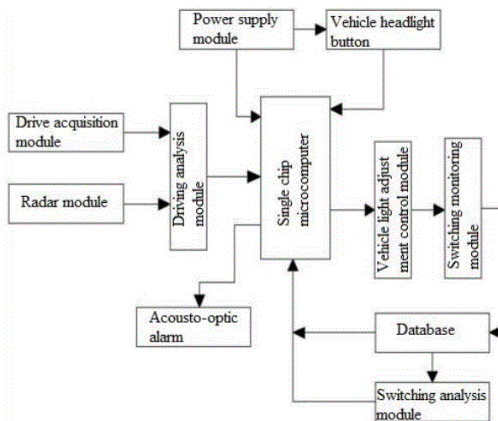 Power supply
module
Vehicle headlight
button
Drive acquisition
module
Radar module
Driving analysis
module
Single chip
microcomputer
Vehicle light adjust
ment control module
Switching monitoring
module
Acousto-optic
alarm
Database
Switching analysis
module